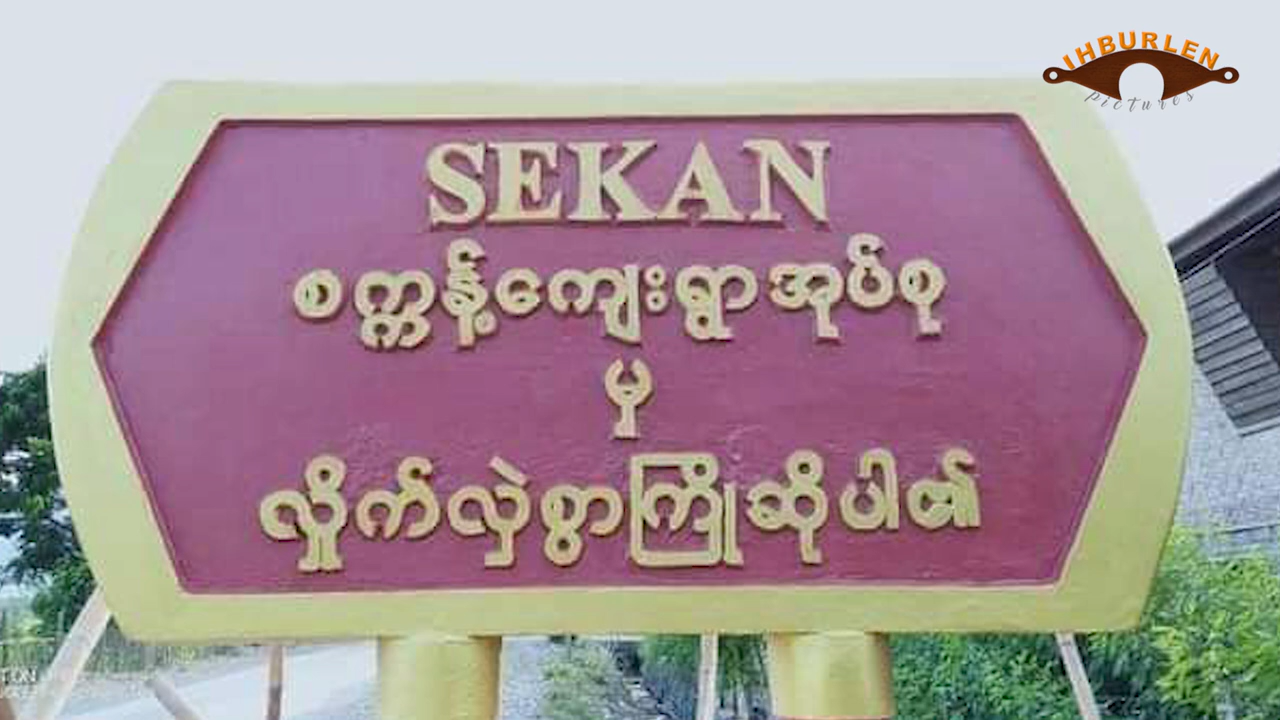 IHBURLEN
pictures
SEKAN
စက္ကန့်ကျေးရွာအုပ်စု
မှ
လှိုက်လှဲစွာကြိုဆိုပါ၏